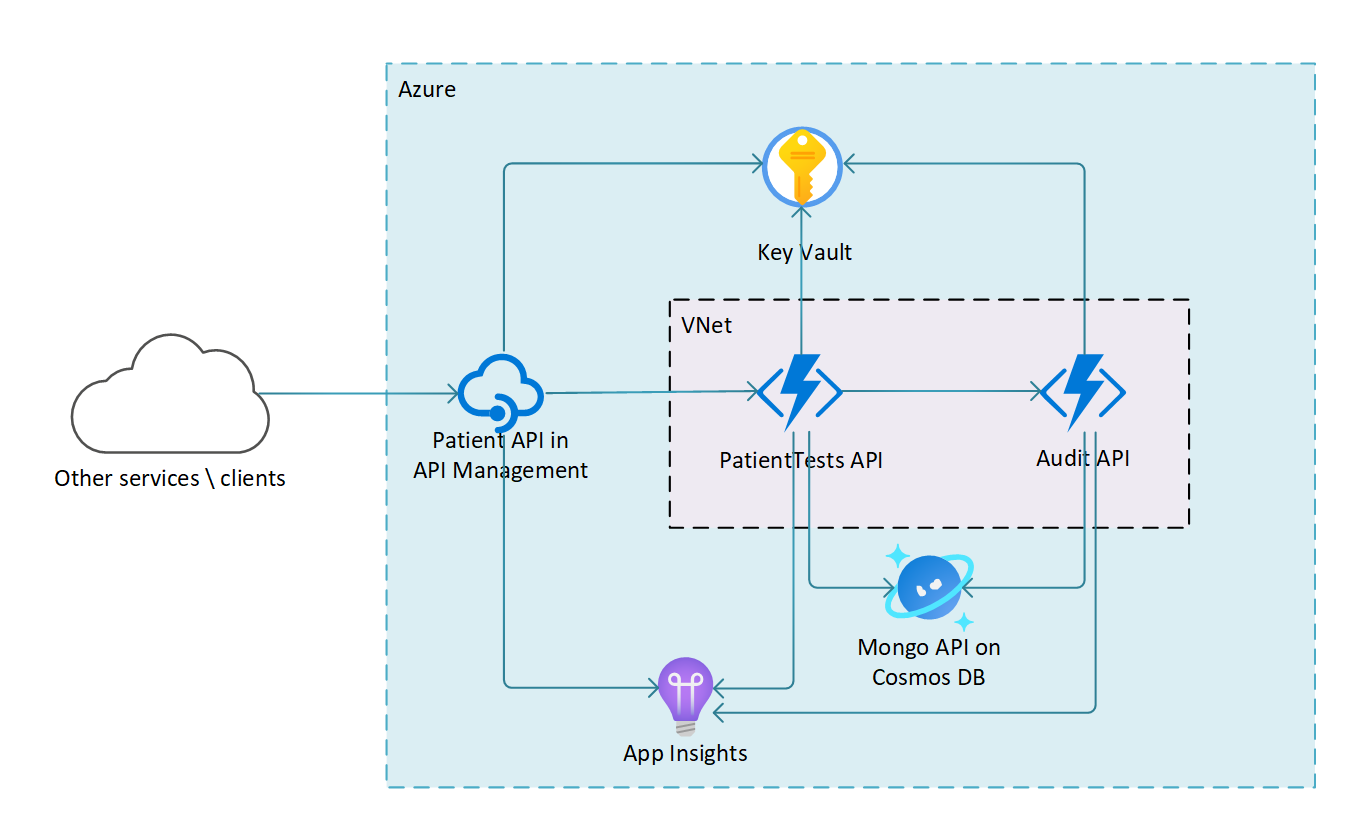 Azure
Key Vault
VNet
Patient API in
API Management
PatientTests API
Audit API
Other services \ clients
Mongo API on
Cosmos DB
App Insights